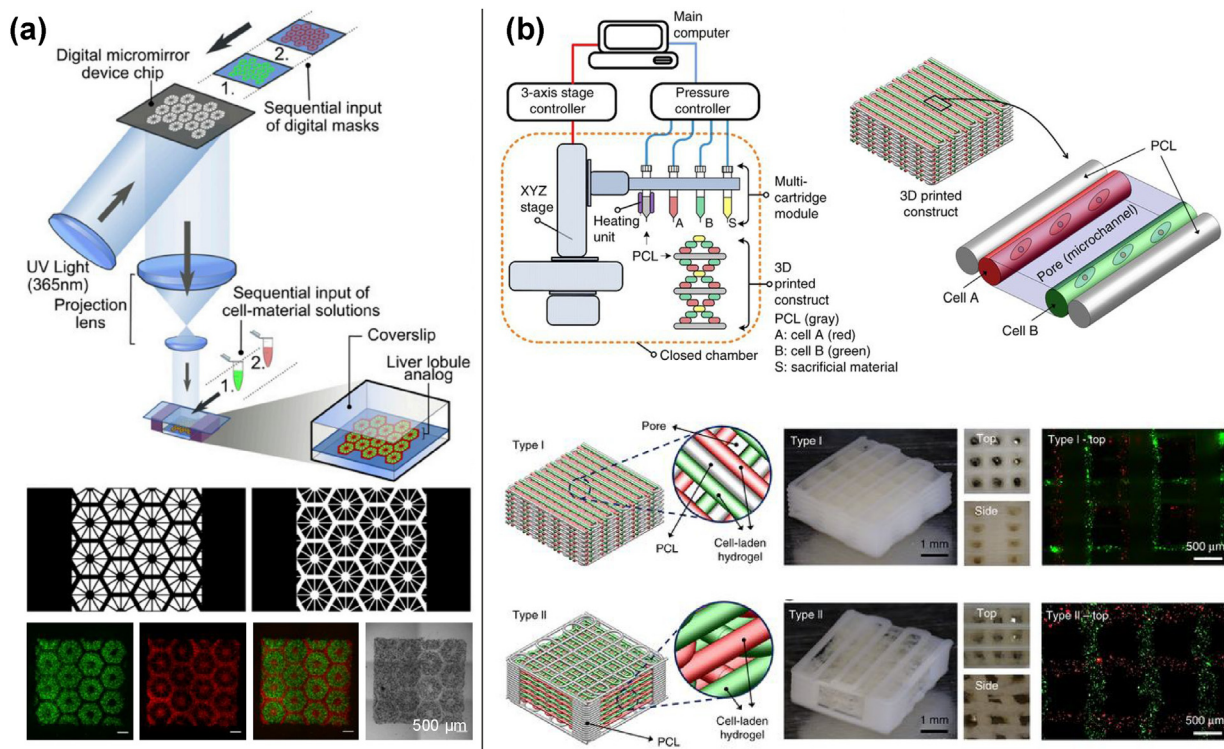 (a)
Digital micromirror
device chip
2.
1.
Sequential input
of digital masks
UV Light
(365nm)
Projection
lens
Sequential input of
cell-material solutions
2.
1.
Coverslip
Liver lobule
analog
500 µm
(b)
Main
computer
3-axis stage
controller
Pressure
controller
XYZ
stage
Heating
unit
A
B
S
Multi-
cartridge
module
PCL
3D
printed
construct
PCL (gray)
A: cell A (red)
B: cell B (green)
S: sacrificial material
Closed chamber
3D printed
construct
PCL
Pore (microchannel)
Cell A
Cell B
Type I
Pore
PCL
Cell-laden
hydrogel
Type I
1 mm
Top
Side
Type I - top
500 µm
Type II
Cell-laden
hydrogel
PCL
Type II
1 mm
Top
Side
Type II - top
500 µm